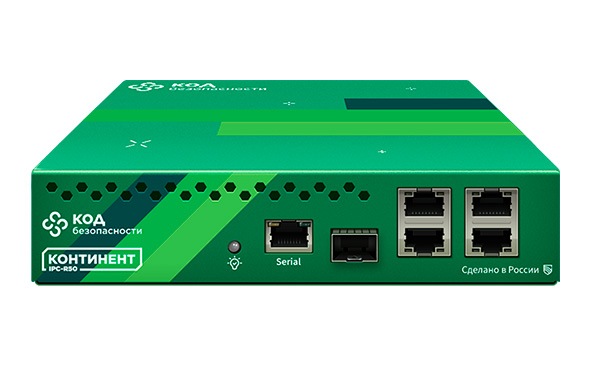 КОД
безопасности
КОД
безопасности
КОНТИНЕНТ
IPC-R50
Serial
Сделано в России